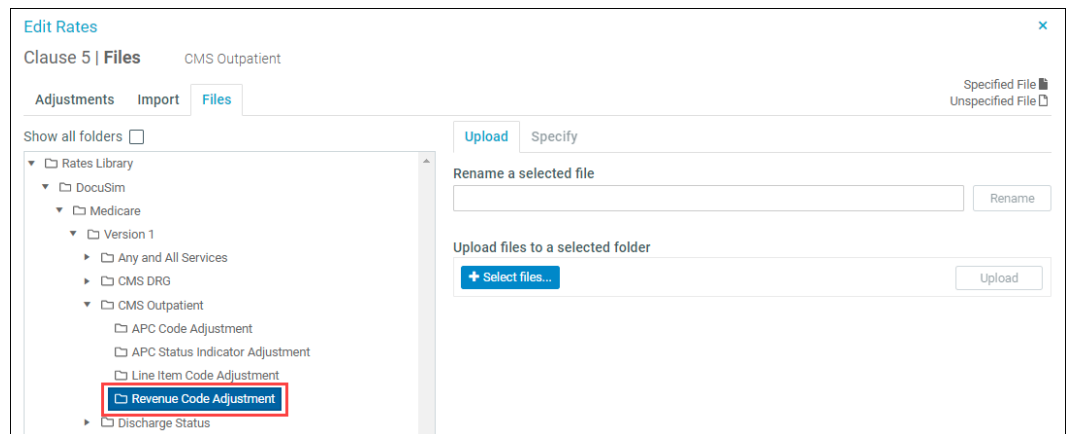 Edit Rates
Clause 5 | Files CMS Outpatient
Specified File
Unspecified File
Adjustments Import Files
Show all folders
Rates Library
DocuSim
Medicare
Version 1
Any and All Services
CMS DRG
CMS Outpatient
APC Code Adjustment
APC Status Indicator Adjustment
Line Item Code Adjustment
Revenue Code Adjustment
Discharge Status
Upload Specify
Rename a selected file
Rename
Upload files to a selected folder
+ Select files...
Upload